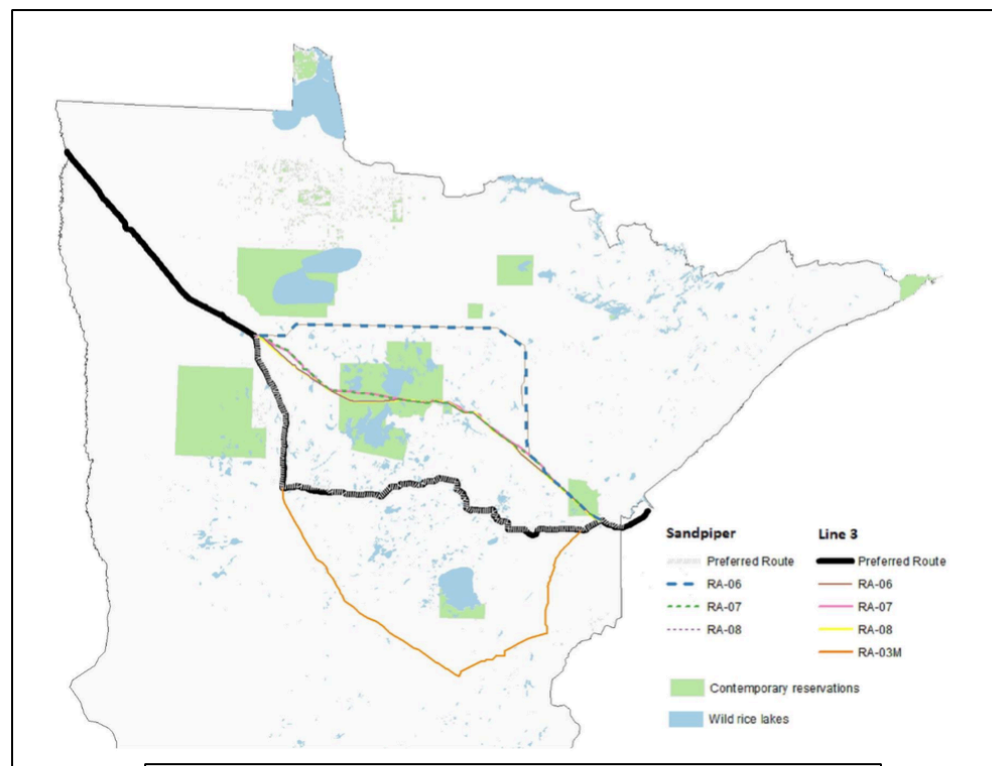 Sandpiper Line 3
Preferred Route Preferred Route
RA-06 RA-06
RA-07 RA-07
RA-08 RA-08
RA-03M
Contemporary reservations
Wild rice lakes